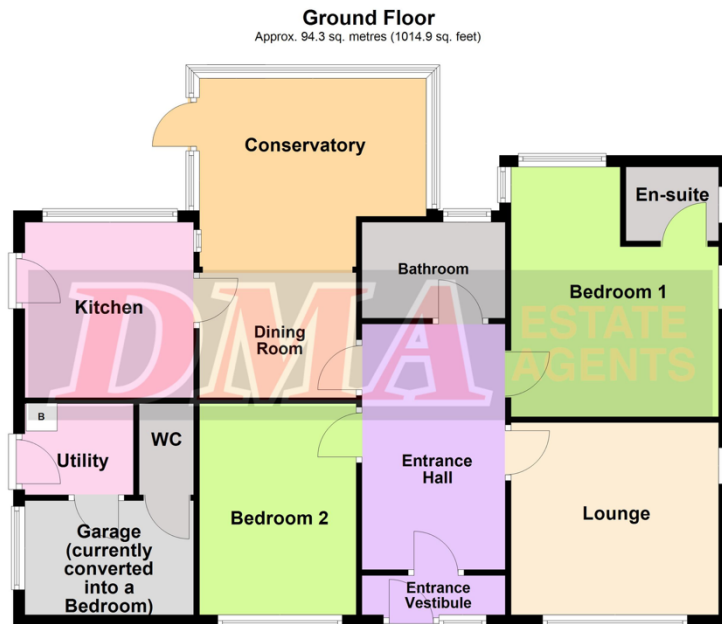 Ground Floor
Approx. 94.3 sq. metres (1014.9 sq. feet)
Conservatory
En-suite
Bathroom
Bedroom 1
Kitchen
Dining
Room
DMA
ESTATE
AGENTS
B
WC
Utility
Entrance
Hall
Bedroom 2
Lounge
Garage
(currently
converted
into a
Bedroom)
Entrance
Vestibule